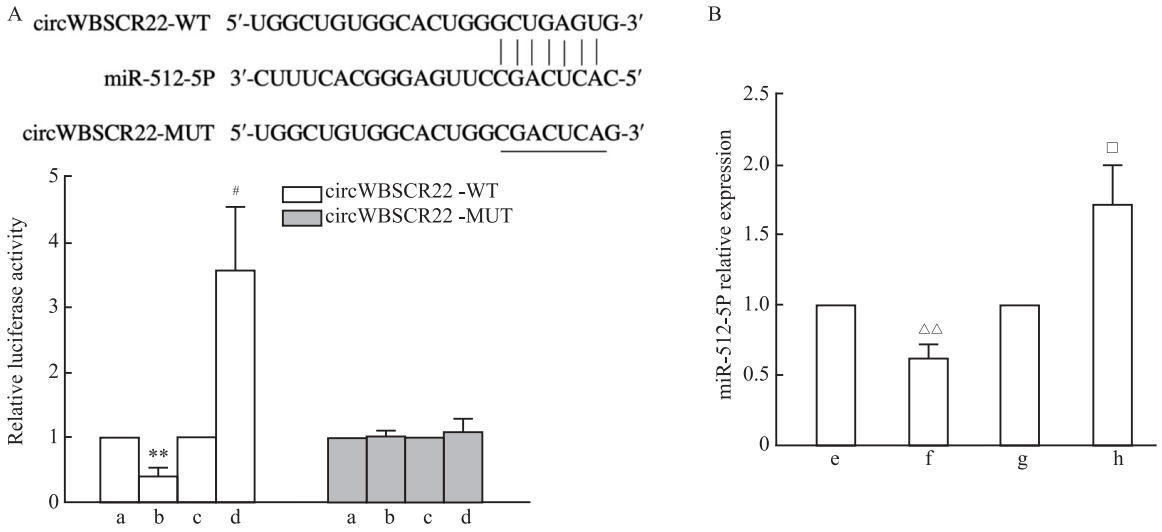 A
circWBSCR22-WT 5′-UGGCUGUGGCACUGGGCUGAGUG-3′
miR-512-5P 3′-CUUUCACGGGAGUUCCGACUCAC-5′
circWBSCR22-MUT 5′-UGGCUGUGGCACUGGCGACUCAG-3′
Relative luciferase activity
5
4
3
2
1
0
**
#
circWBSCR22 -WT
circWBSCR22 -MUT
a b c d a b c d
B
miR-512-5P relative expression
2.5
2.0
1.5
1.0
0.5
0
△△
□
e f g h